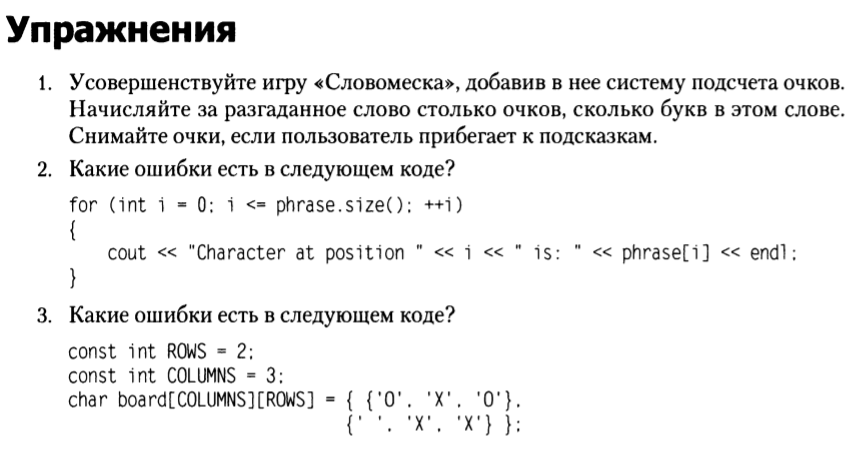 Упражнения
1. Усовершенствуйте игру «Словомеска», добавив в нее систему подсчета очков.
Начисляйте за разгаданное слово столько очков, сколько букв в этом слове.
Снимайте очки, если пользователь прибегает к подсказкам.
2. Какие ошибки есть в следующем коде?
for (int i = 0; i <= phrase.size(); ++i)
{
cout << "Character at position " << i << " is: " << phrase[i] << endl;
}
3. Какие ошибки есть в следующем коде?
const int ROWS = 2;
const int COLUMNS = 3;
char board[COLUMNS][ROWS] = { {'O', 'X', 'O'},
{' ', 'X', 'X'} };